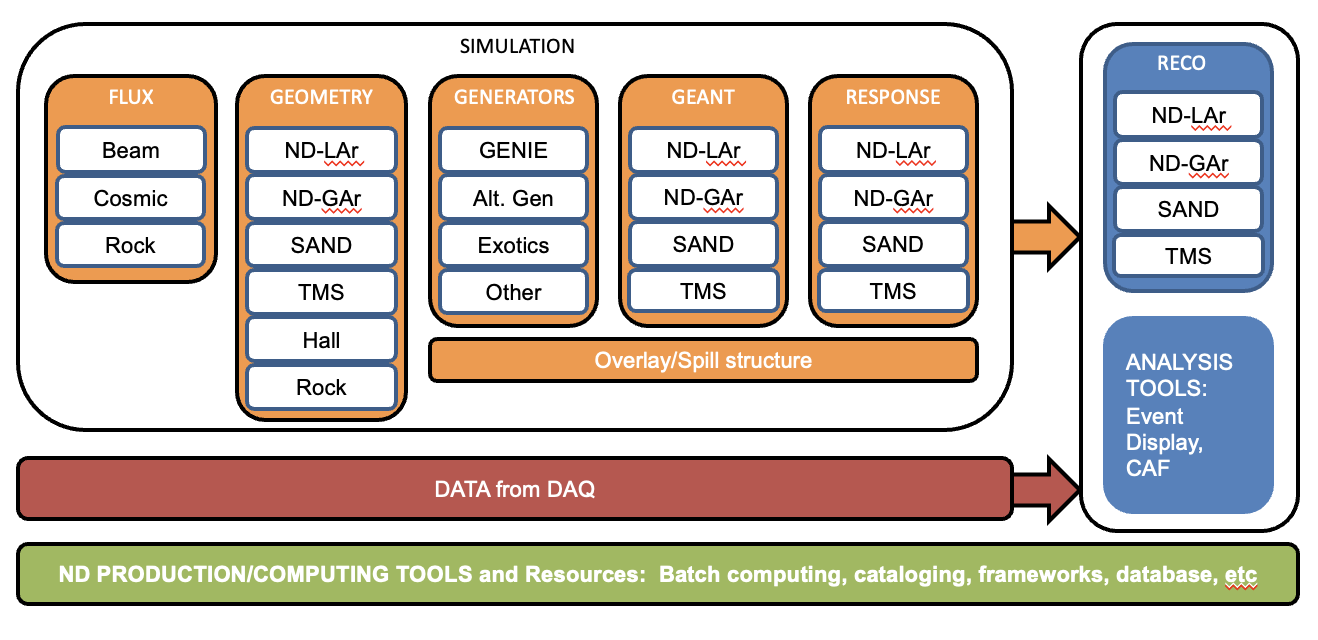 SIMULATION
FLUX
Beam
Cosmic
Rock
GEOMETRY
ND-LAr
ND-GAr
SAND
TMS
Hall
Rock
GENERATORS
GENIE
Alt. Gen
Exotics
Other
GEANT
ND-LAr
ND-GAr
SAND
TMS
RESPONSE
ND-LAr
ND-GAr
SAND
TMS
Overlay/Spill structure
RECO
ND-LAr
ND-GAr
SAND
TMS
ANALYSIS
TOOLS:
Event
Display,
CAF
DATA from DAQ
ND PRODUCTION/COMPUTING TOOLS and Resources: Batch computing, cataloging, frameworks, database, etc